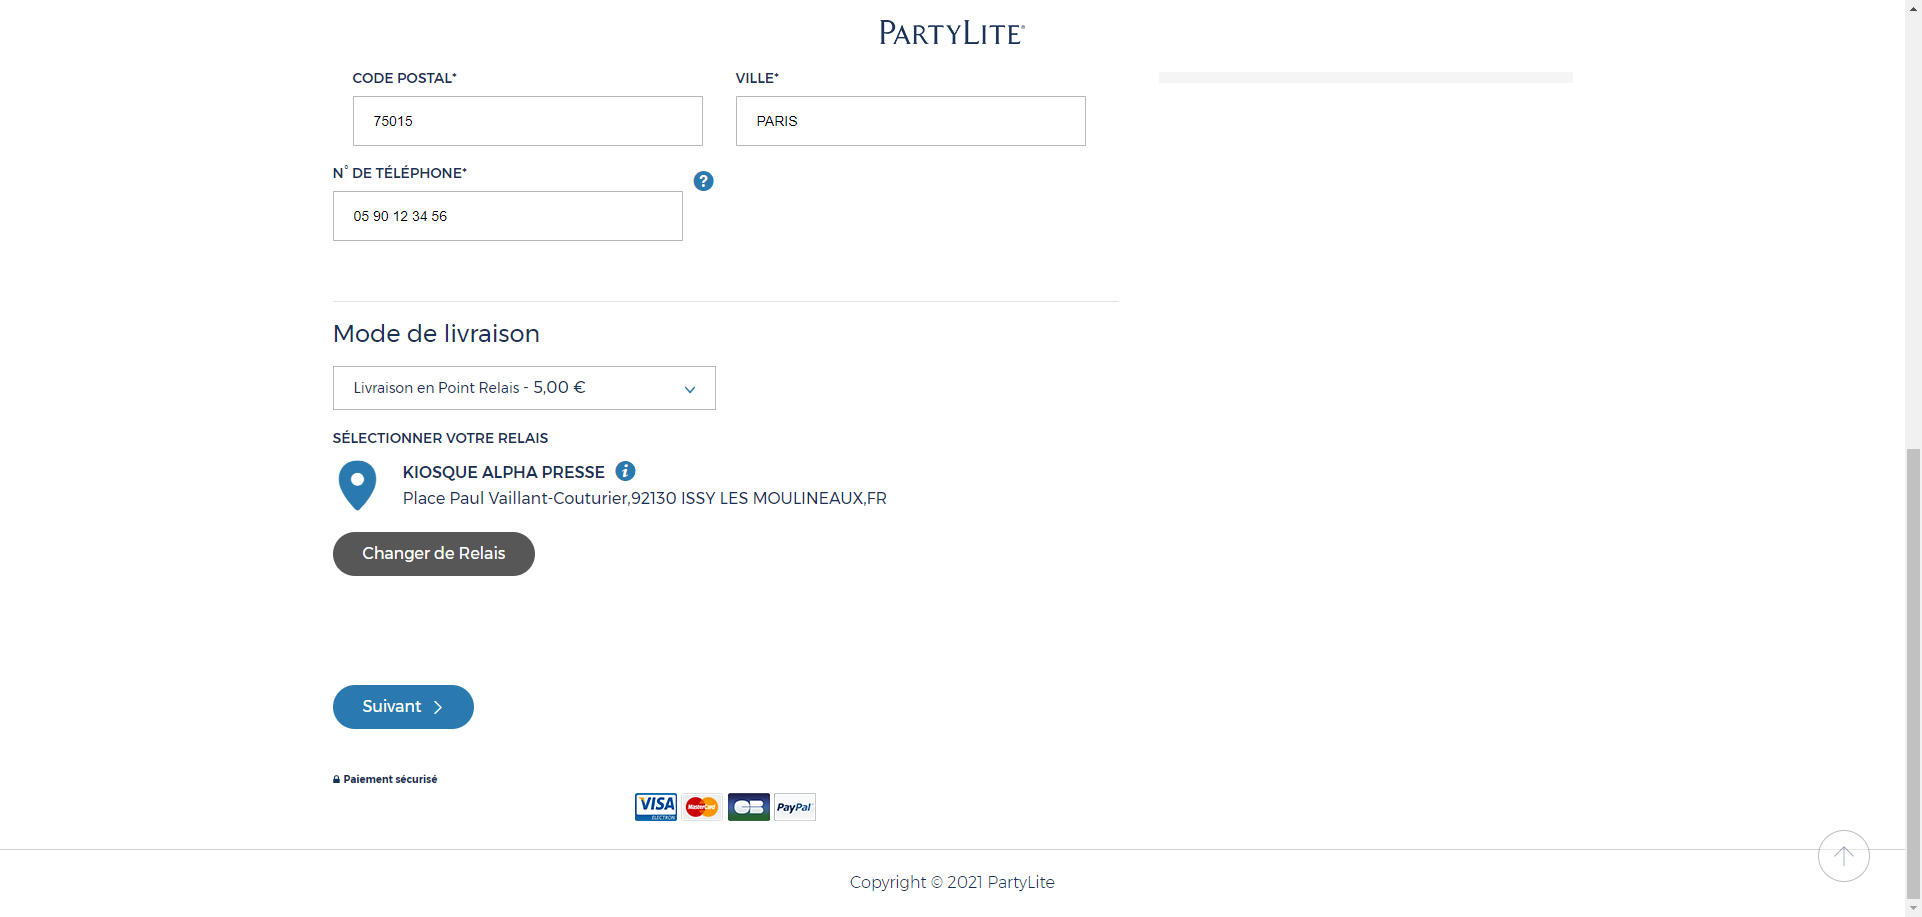 PARTYLITE®
CODE POSTAL*
VILLE*
75015
PARIS
N° DE TÉLÉPHONE*
?
05 90 12 34 56
Mode de livraison
Livraison en Point Relais - 5,00 €
SÉLECTIONNER VOTRE RELAIS
KIOSQUE ALPHA PRESSE i
Place Paul Vaillant-Couturier,92130 ISSY LES MOULINEAUX,FR
Changer de Relais
Suivant
Paiement sécurisé
VISA ELECTRON MasterCard CB PayPal
Copyright © 2021 PartyLite